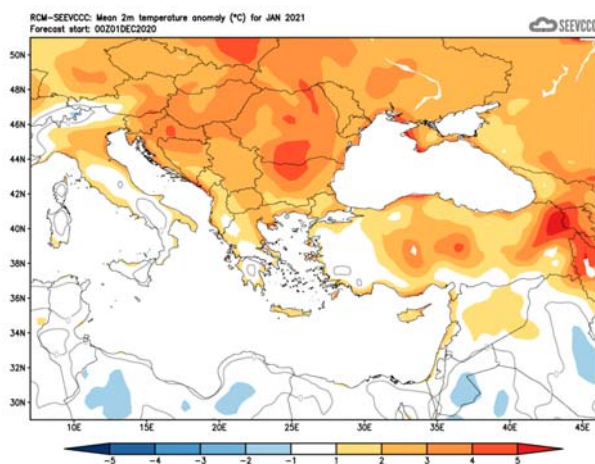 RCM-SEEVCCC: Mean 2m temperature anomaly (°C) for JAN 2021
Forecast start: 00Z01DEC2020
SEEVCCC
50N
48N
46N
44N
42N
40N
38N
36N
34N
32N
30N
10E 15E 20E 25E 30E 35E 40E 45E
-5 -4 -3 -2 -1 1 2 3 4 5